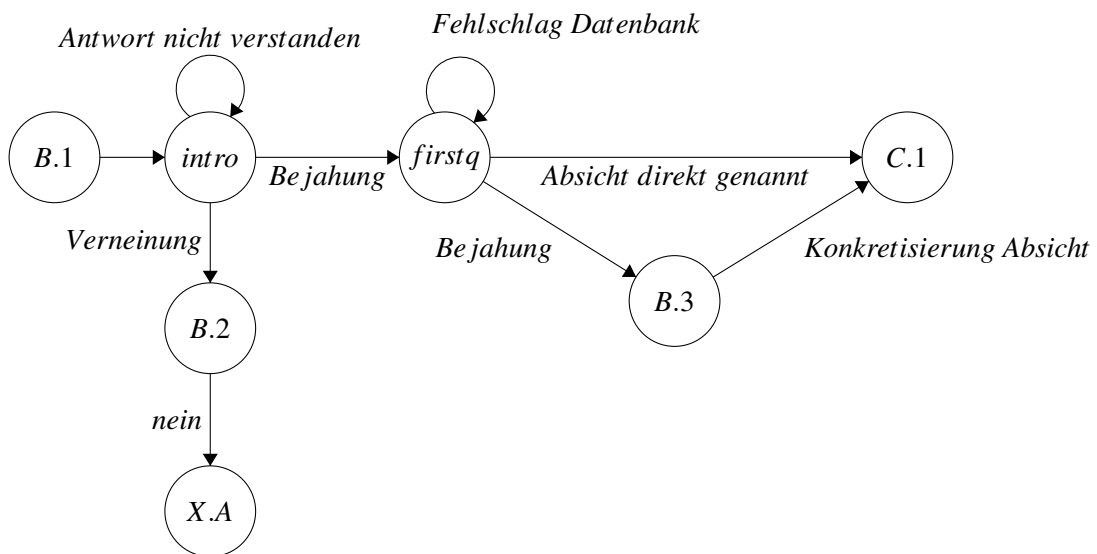 Fehlschlag Datenbank
Antwort nicht verstanden
B.1
intro
firstq
C.1
Bejahung
Absicht direkt genannt
Verneinung
Bejahung
Konkretisierung Absicht
B.3
B.2
nein
X.A